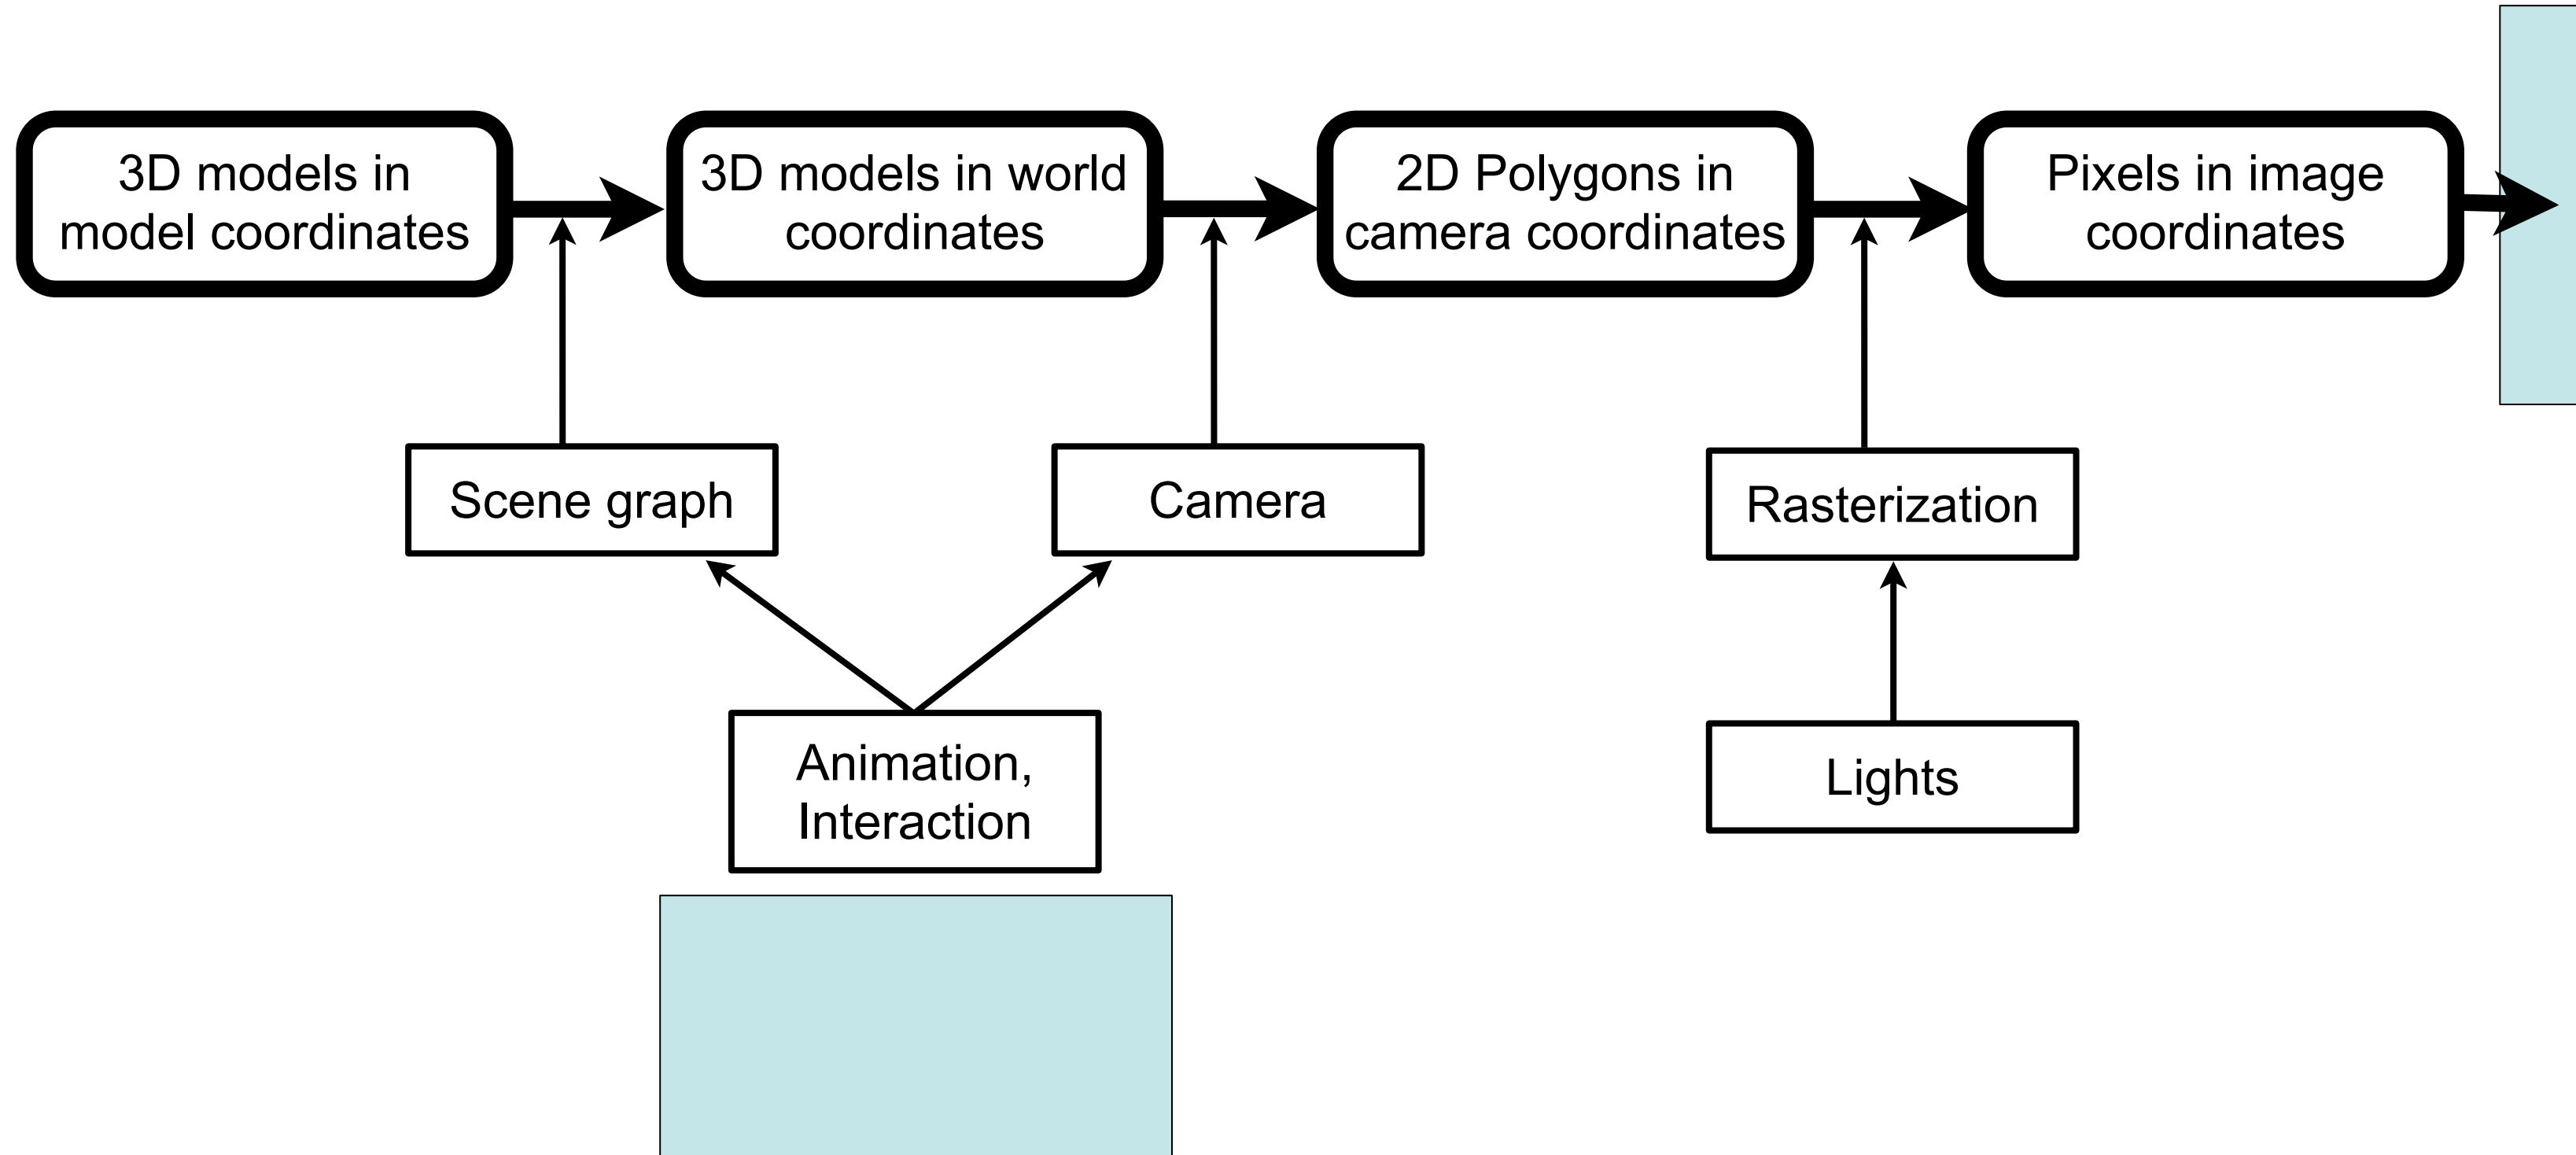 3D models in
model coordinates
3D models in world
coordinates
2D Polygons in
camera coordinates
Pixels in image
coordinates
Scene graph
Camera
Rasterization
Animation,
Interaction
Lights